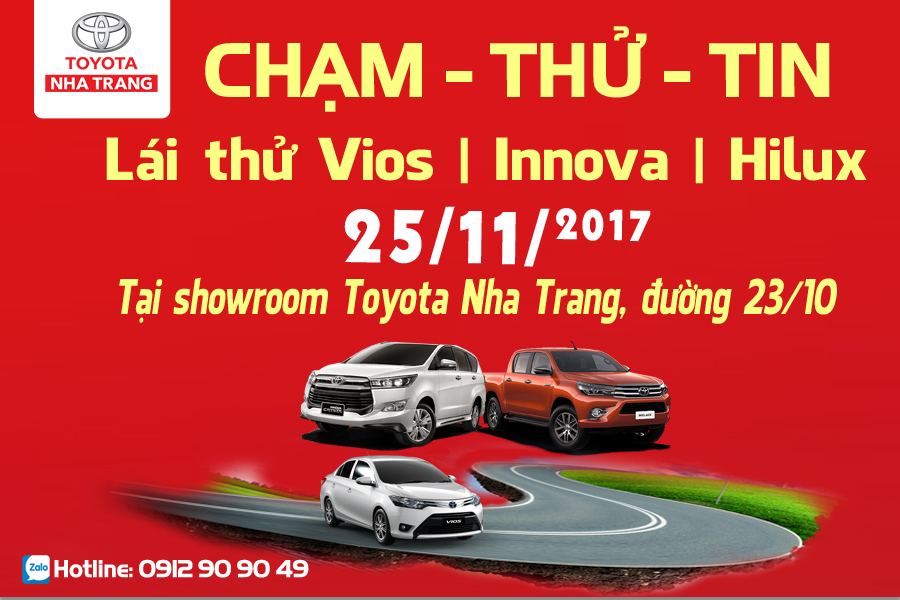 TOYOTA
NHA TRANG
CHẠM - THỬ - TIN
Lái thử Vios | Innova | Hilux
25/11/2017
Tại showroom Toyota Nha Trang, đường 23/10
VIOS
Zalo Hotline: 0912 90 90 49